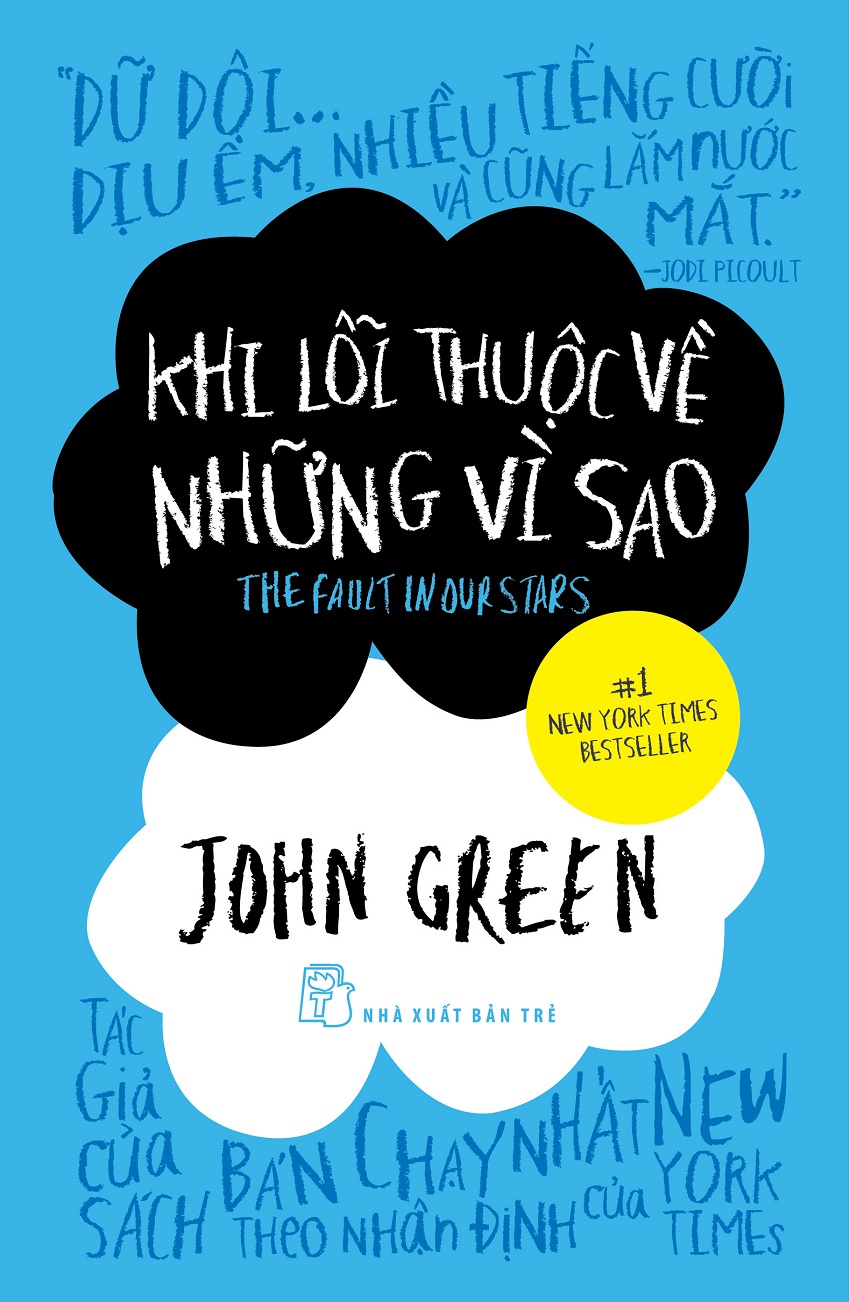 “DỮ DỘI... 
DỊU ÊM, NHIỀU TIẾNG CƯỜI
VÀ CŨNG LẮM NƯỚC
MẮT.”
–JODI PICOULT
KHI LỖI THUỘC VỀ
NHỮNG VÌ SAO
THE FAULT IN OUR STARS
#1
NEW YORK TIMES
BESTSELLER
JOHN GREEN
T
NHÀ XUẤT BẢN TRẺ
TÁC
GIẢ
CỦA
SÁCH BÁN CHẠY NHẤT
THEO NHẬN ĐỊNH CỦA
NEW
YORK
TIMES